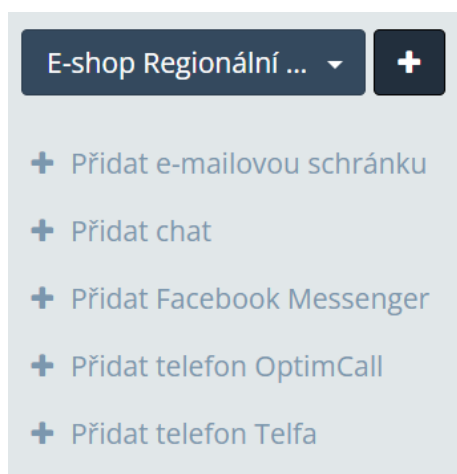 E-shop Regionální ...
Přidat e-mailovou schránku
Přidat chat
Přidat Facebook Messenger
Přidat telefon OptimCall
Přidat telefon Telfa